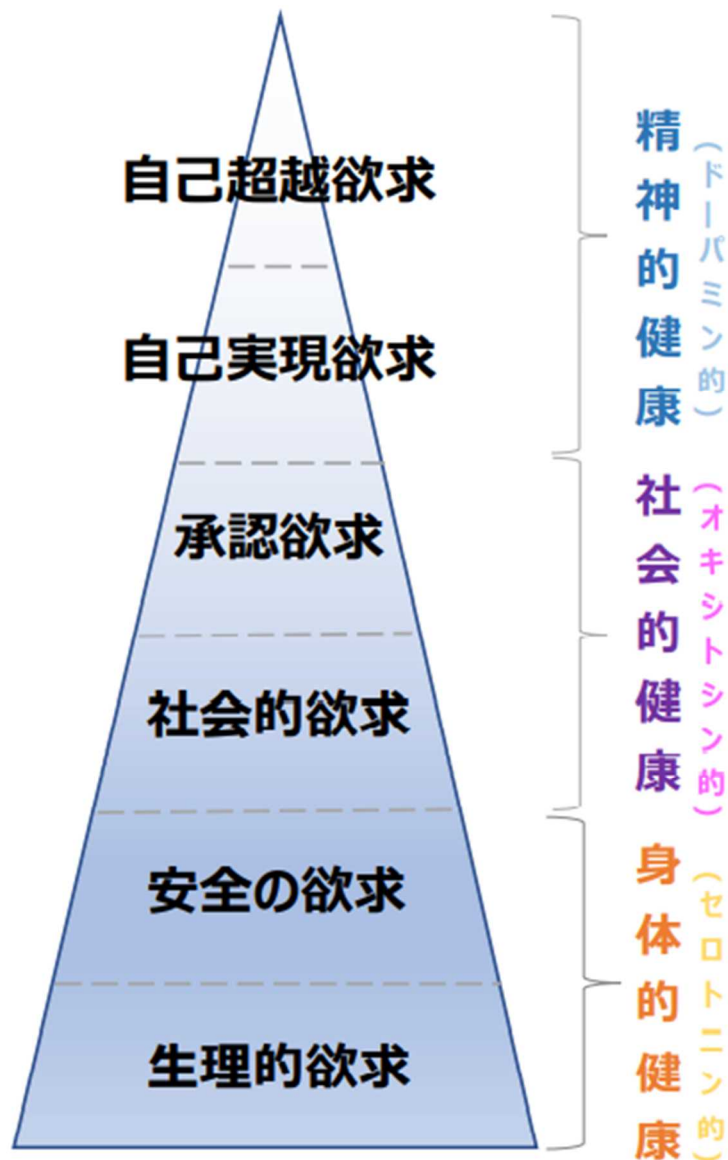 自己超越欲求
自己実現欲求
承認欲求
社会的欲求
安全の欲求
生理的欲求
精神的健康
(ドーパミン的)
社会的健康
(オキシトシン的)
身体的健康
(セロトニン的)